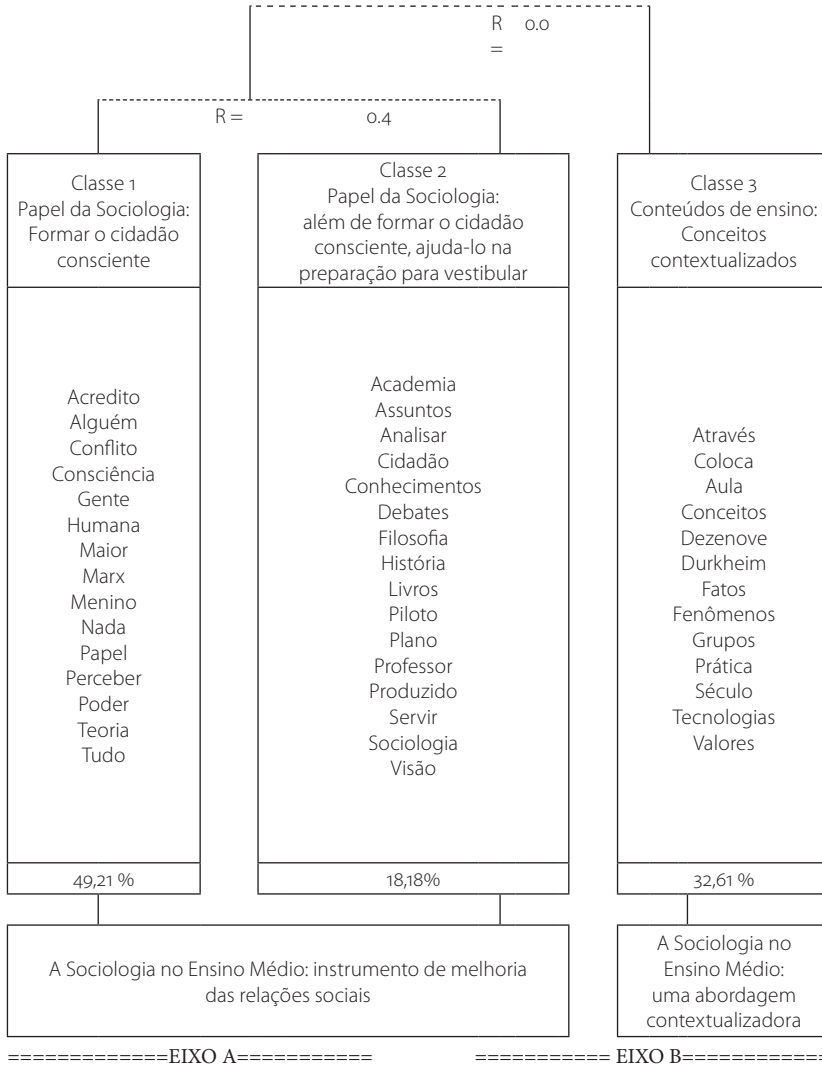 R 0.0
=
R = 0.4
Classe 1
Papel da Sociologia:
Formar o cidadão
consciente
Classe 2
Papel da Sociologia:
além de formar o cidadão
consciente, ajuda-lo na
preparação para vestibular
Classe 3
Conteúdos de ensino:
Conceitos
contextualizados
Acredito
Alguém
Conflito
Consciência
Gente
Humana
Maior
Marx
Menino
Nada
Papel
Perceber
Poder
Teoria
Tudo
Academia
Assuntos
Analisar
Cidadão
Conhecimentos
Debates
Filosofia
História
Livros
Piloto
Plano
Professor
Produzido
Servir
Sociologia
Visão
Através
Coloca
Aula
Conceitos
Dezenove
Durkheim
Fatos
Fenômenos
Grupos
Prática
Século
Tecnologias
Valores
49,21 %
18,18%
32,61 %
A Sociologia no Ensino Médio: instrumento de melhoria
das relações sociais
A Sociologia no
Ensino Médio:
uma abordagem
contextualizadora
=============EIXO A===========
=========== EIXO B============